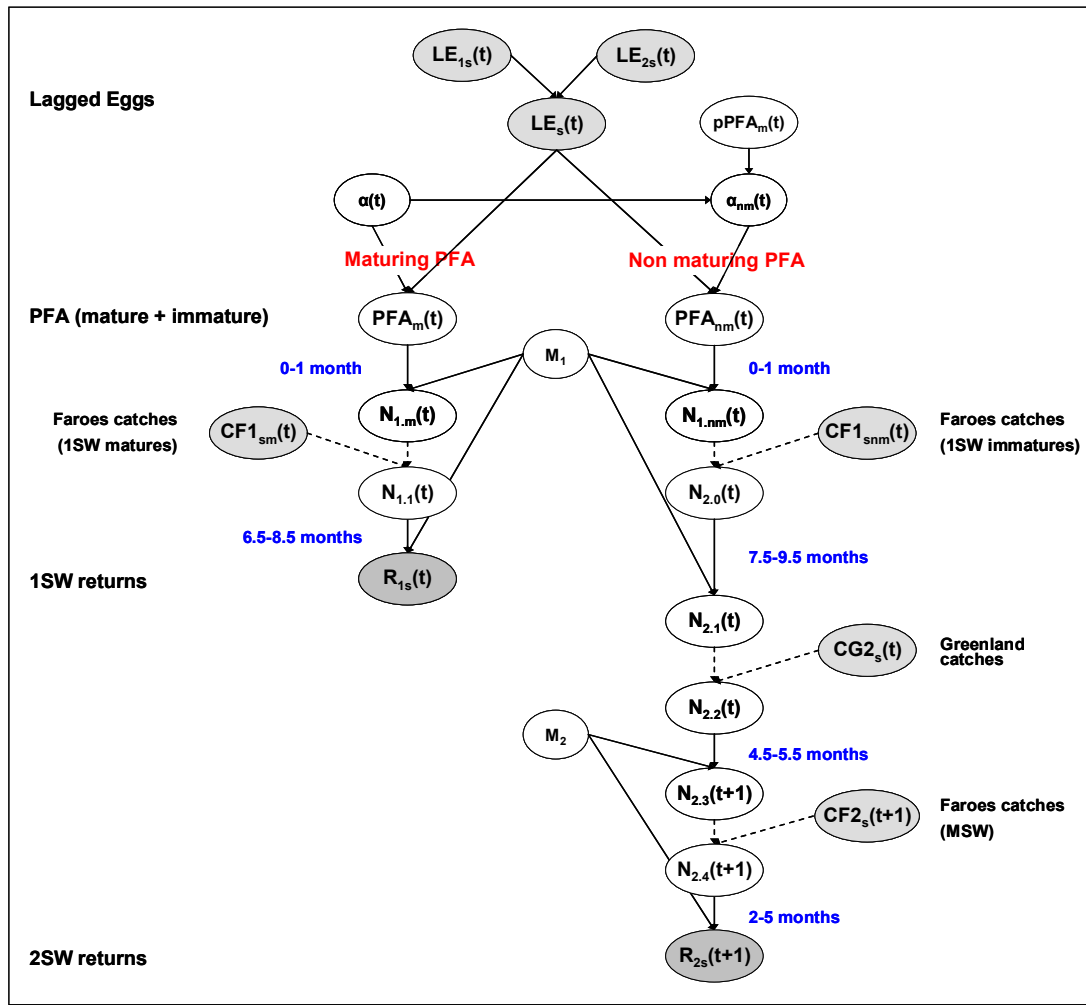 LE1s(t)
LE2s(t)
Lagged Eggs
LEs(t)
pPFAm(t)
α(t)
αnm(t)
Maturing PFA
Non maturing PFA
PFA (mature + immature)
PFAm(t)
PFAnm(t)
M1
0-1 month
0-1 month
Faroes catches
(1SW matures)
CF1sm(t)
N1.m(t)
N1.nm(t)
CF1snm(t)
Faroes catches
(1SW immatures)
N1.1(t)
N2.0(t)
6.5-8.5 months
7.5-9.5 months
1SW returns
R1s(t)
N2.1(t)
CG2s(t)
Greenland
catches
N2.2(t)
M2
4.5-5.5 months
N2.3(t+1)
CF2s(t+1)
Faroes catches
(MSW)
N2.4(t+1)
2-5 months
2SW returns
R2s(t+1)